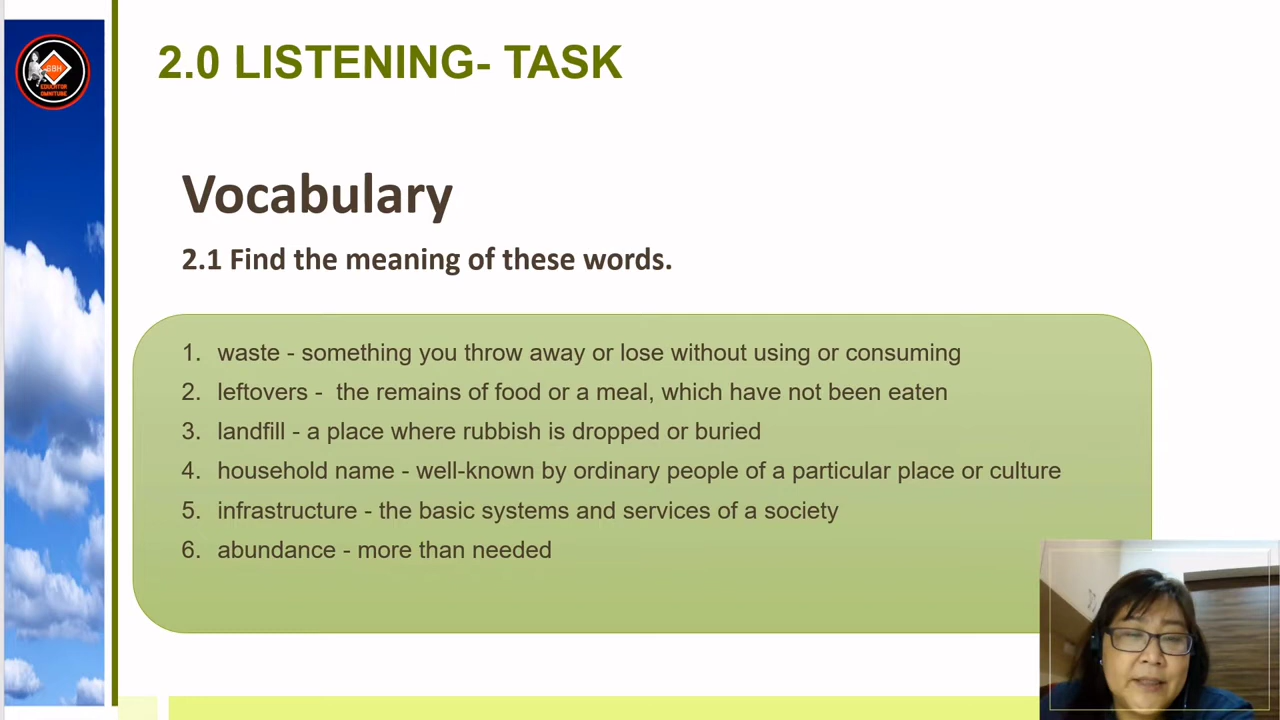 2.0 LISTENING- TASK
Vocabulary
2.1 Find the meaning of these words.
1. waste - something you throw away or lose without using or consuming
2. leftovers - the remains of food or a meal, which have not been eaten
3. landfill - a place where rubbish is dropped or buried
4. household name - well-known by ordinary people of a particular place or culture
5. infrastructure - the basic systems and services of a society
6. abundance - more than needed
EDUCATOR
OMNITUBE